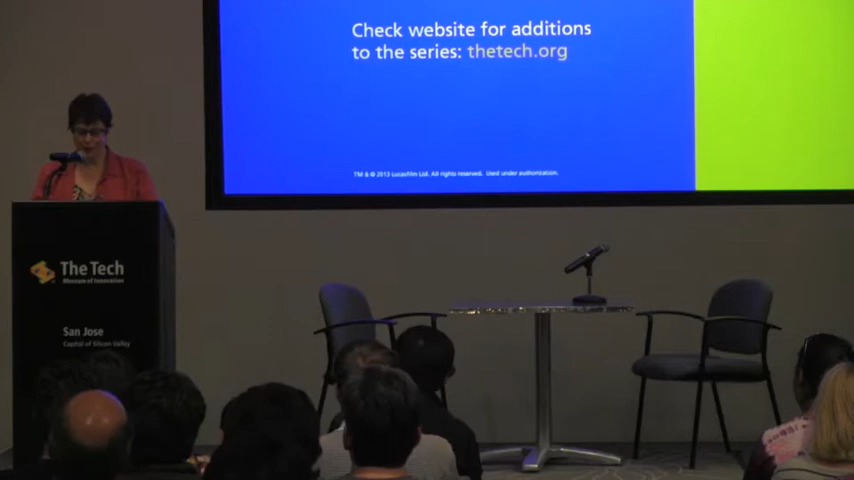 Check website for additions
to the series: thetech.org
TM & © 2013 Lucasfilm Ltd. All rights reserved. Used under authorization.
The Tech
Museum of Innovation
San Jose
Capital of Silicon Valley